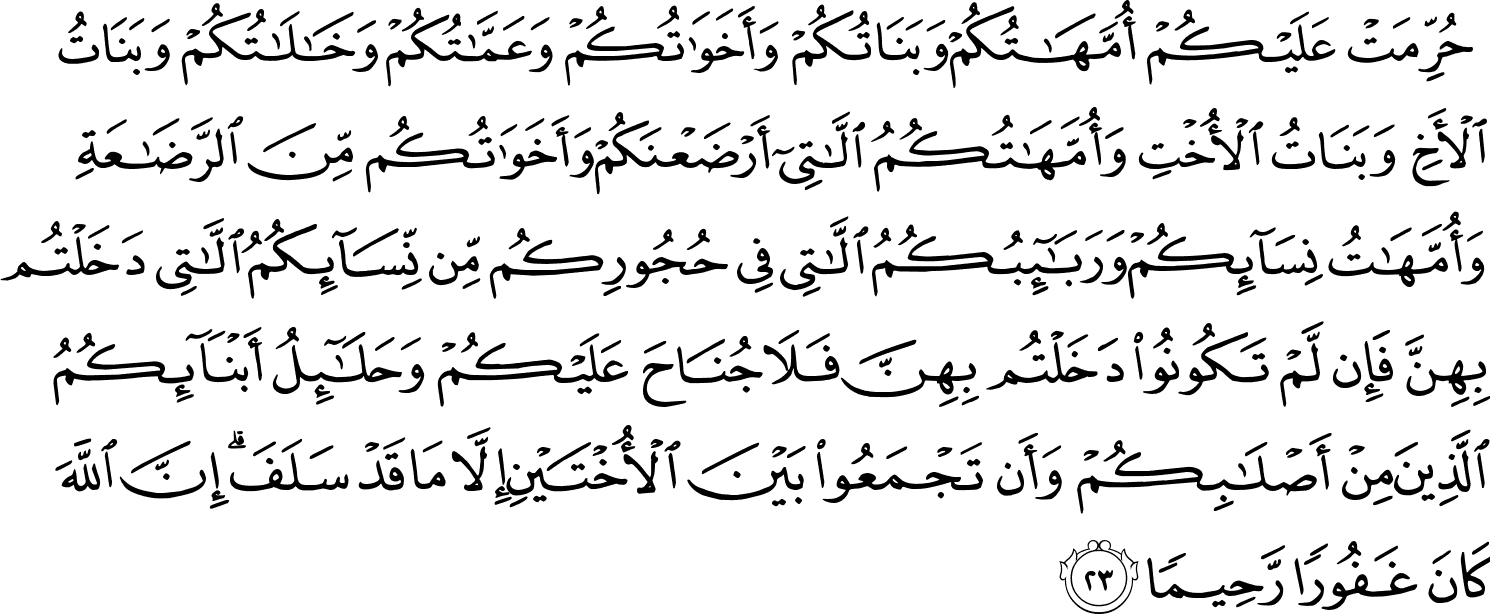 حُرِّمَتْ عَلَيْكُمْ أُمَّهَٰتُكُمْ وَبَنَاتُكُمْ وَأَخَوَٰتُكُمْ وَعَمَّٰتُكُمْ وَخَٰلَٰتُكُمْ وَبَنَاتُ
ٱلْأَخِ وَبَنَاتُ ٱلْأُخْتِ وَأُمَّهَٰتُكُمُ ٱلَّٰتِىٓ أَرْضَعْنَكُمْ وَأَخَوَٰتُكُم مِّنَ ٱلرَّضَٰعَةِ
وَأُمَّهَٰتُ نِسَآئِكُمْ وَرَبَٰٓئِبُكُمُ ٱلَّٰتِى فِى حُجُورِكُم مِّن نِّسَآئِكُمُ ٱلَّٰتِى دَخَلْتُم
بِهِنَّ فَإِن لَّمْ تَكُونُوا۟ دَخَلْتُم بِهِنَّ فَلَا جُنَاحَ عَلَيْكُمْ وَحَلَٰٓئِلُ أَبْنَآئِكُمُ
ٱلَّذِينَ مِنْ أَصْلَٰبِكُمْ وَأَن تَجْمَعُوا۟ بَيْنَ ٱلْأُخْتَيْنِ إِلَّا مَا قَدْ سَلَفَ ۗ إِنَّ ٱللَّهَ
كَانَ غَفُورًا رَّحِيمًا ٢٣